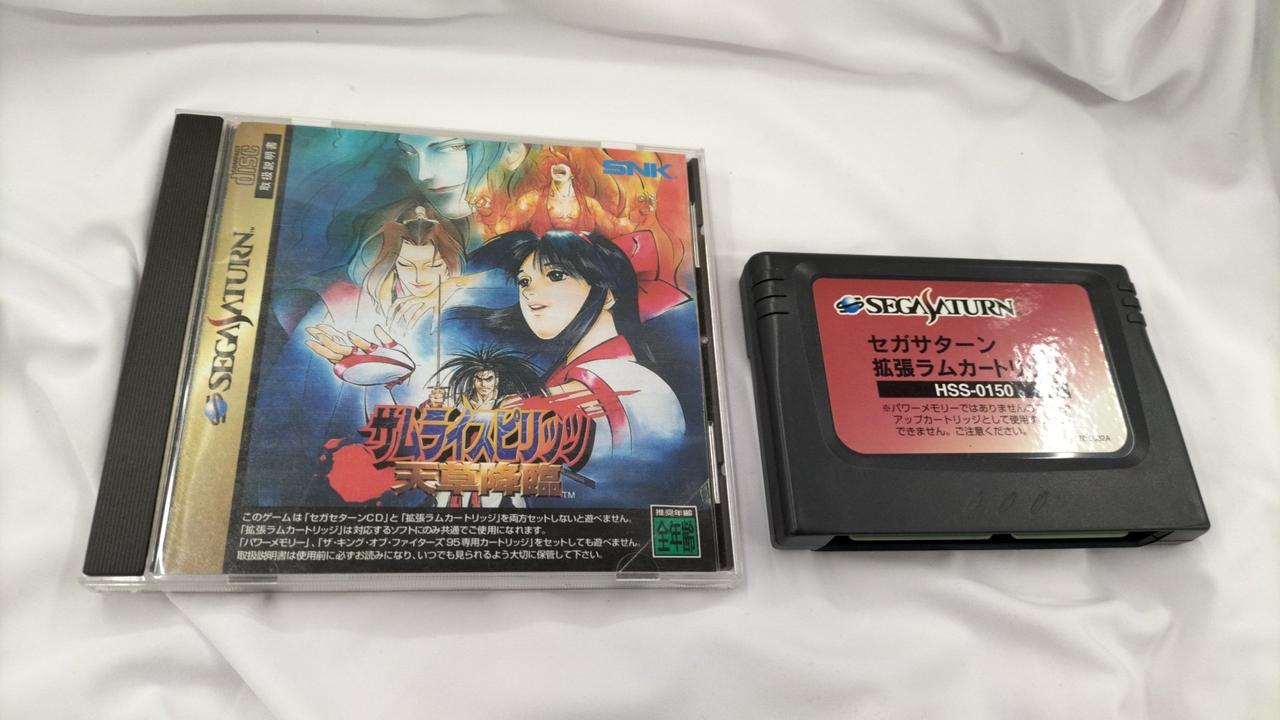 disc
取扱説明書
SEGA SATURN™
SNK
サムライスピリッツ
天草降臨™
このゲームは「セガサターンCD」と「拡張ラムカートリッジ」を両方セットしないと遊べません。
「拡張ラムカートリッジ」は対応するソフトにのみ共通でご使用になれます。
「パワーメモリー」、「ザ・キング・オブ・ファイターズ'95専用カートリッジ」をセットしても遊べません。
取扱説明書は使用前に必ずお読みになり、いつでも見られるよう大切に保管して下さい。
推奨年齢
全年齢
SEGA SATURN
セガサターン
拡張ラムカートリ
HSS-0150
※パワーメモリーではありません
アップカートリッジとして使用
できません。ご注意ください。